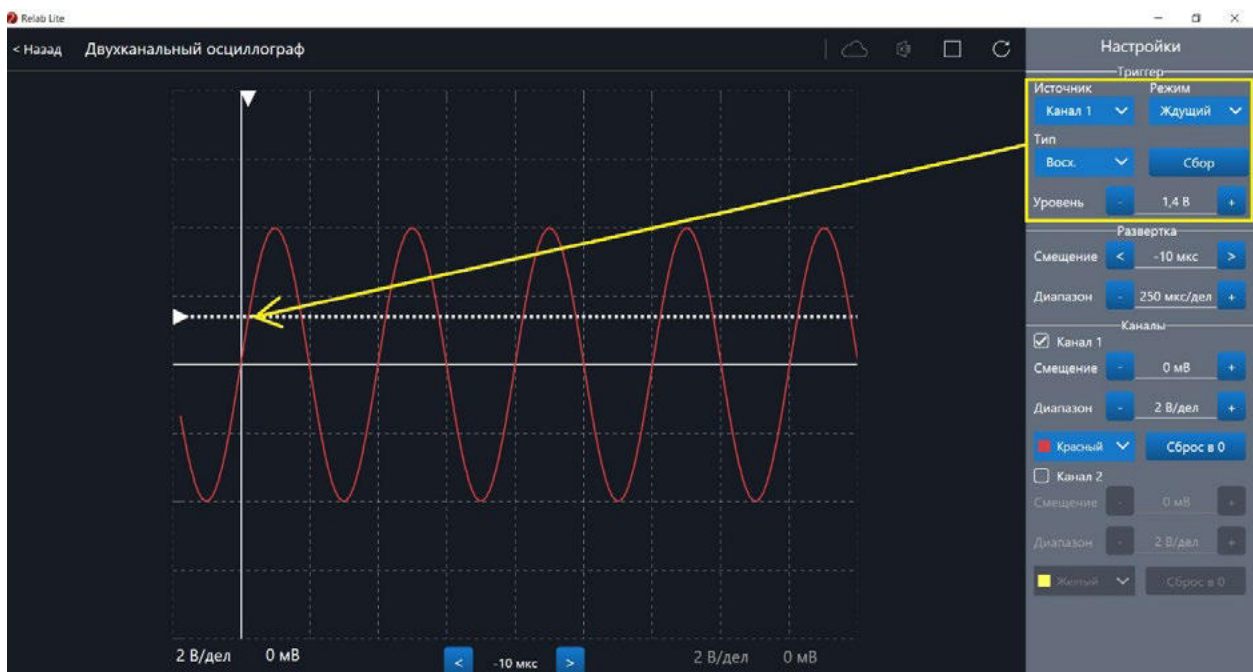 Relab Lite
< Назад Двухканальный осциллограф
Настройки
Триггер
Источник Режим
Канал 1 Ждущий
Тип
Восх. Сбор
Уровень - 1,4 В +
Развертка
Смещение < -10 мкс >
Диапазон - 250 мкс/дел +
Каналы
Канал 1
Смещение - 0 мВ +
Диапазон - 2 В/дел +
Красный Сброс в 0
Канал 2
Смещение - 0 мВ +
Диапазон - 2 В/дел +
Желтый Сброс в 0
2 В/дел 0 мВ < -10 мкс > 2 В/дел 0 мВ